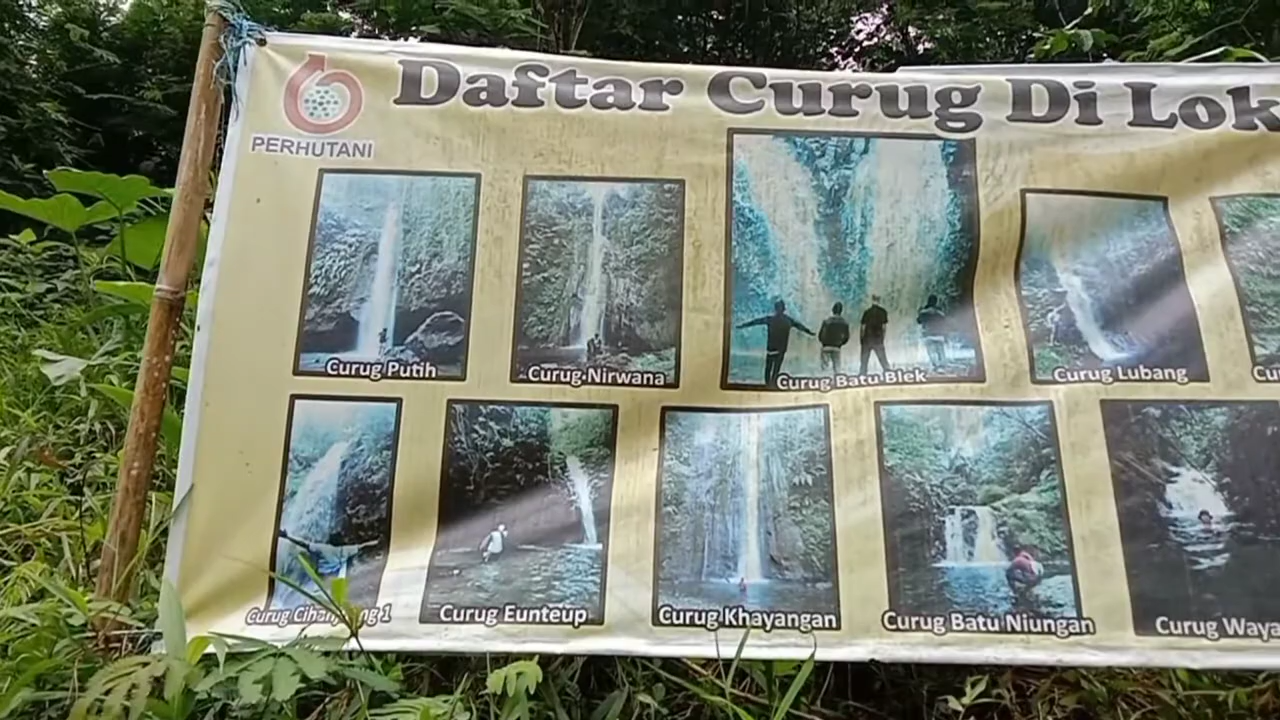 Daftar Curug Di Lok
PERHUTANI
Curug Putih
Curug Nirwana
Curug Batu Blek
Curug Lubang
Curug Eunteup
Curug Khayangan
Curug Batu Niungan
Curug Waya